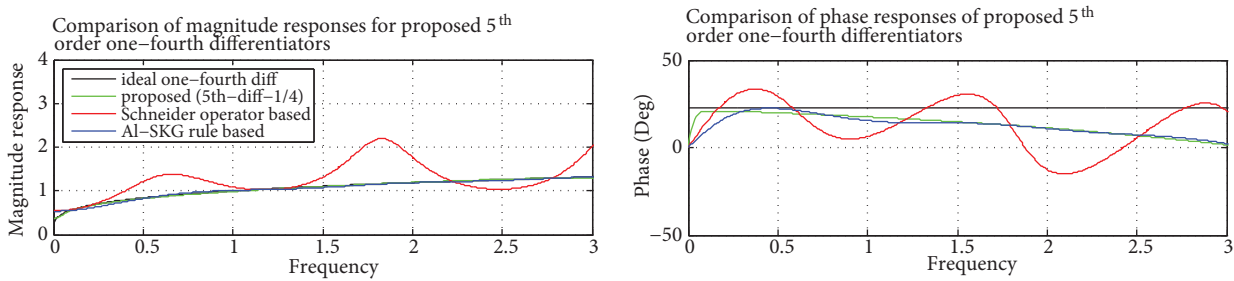 Comparison of magnitude responses for proposed 5th
order one−fourth differentiators
Magnitude response
4
3
2
1
0
ideal one−fourth diff
proposed (5th−diff−1/4)
Schneider operator based
Al−SKG rule based
0 0.5 1 1.5 2 2.5 3
Frequency
Comparison of phase responses of proposed 5th
order one−fourth differentiators
Phase (Deg)
50
0
−50
0.5 1 1.5 2 2.5 3
Frequency